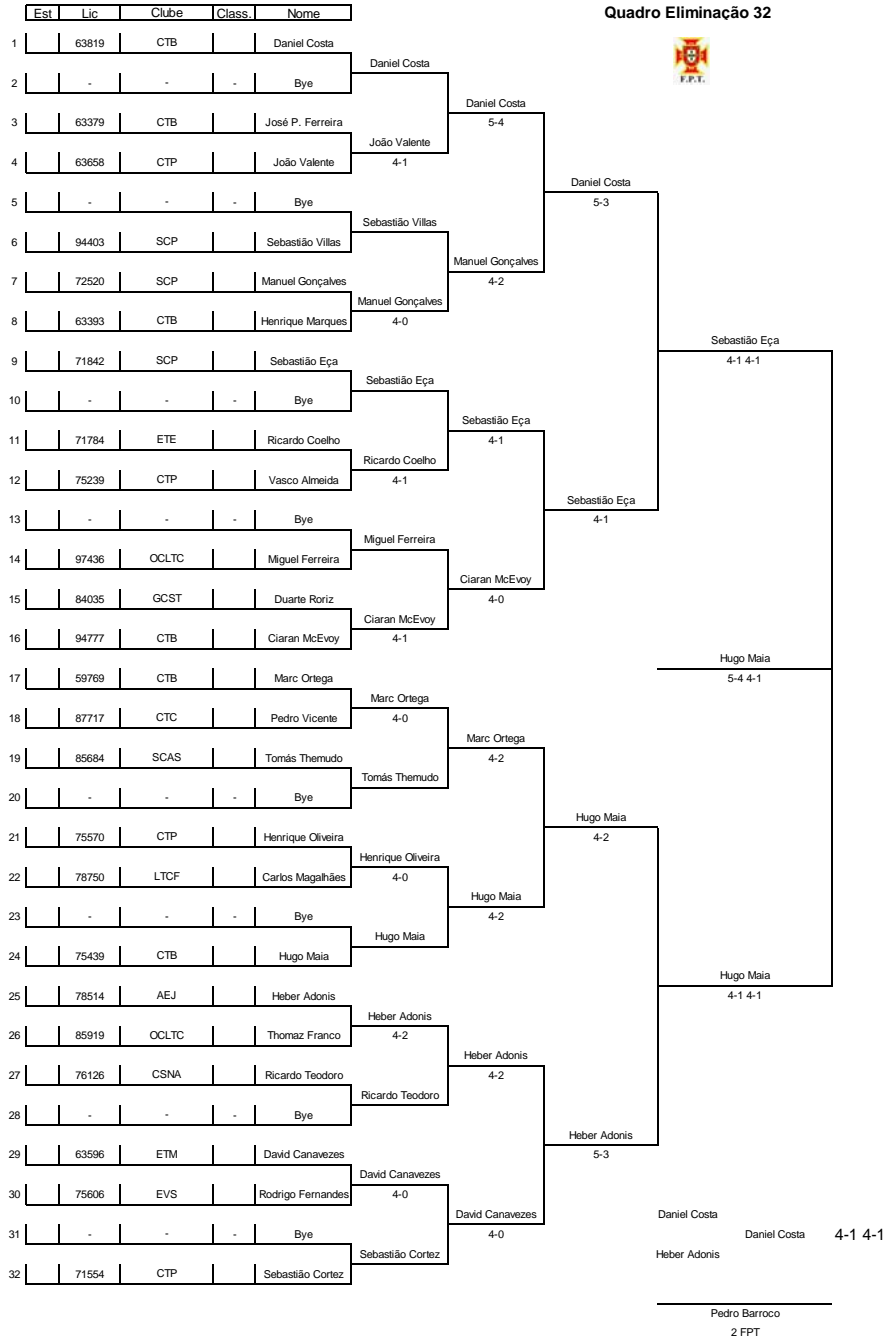 Est Lic Clube Class. Nome
Quadro Eliminação 32
1 63819 CTB Daniel Costa
Daniel Costa
2 - - - Bye
F.P.T.
Daniel Costa
3 63379 CTB José P. Ferreira
5-4
João Valente
4 63658 CTP João Valente
4-1
Daniel Costa
5 - - - Bye
5-3
Sebastião Villas
6 94403 SCP Sebastião Villas
Manuel Gonçalves
7 72520 SCP Manuel Gonçalves
4-2
Manuel Gonçalves
8 63393 CTB Henrique Marques
4-0
Sebastião Eça
9 71842 SCP Sebastião Eça
4-1 4-1
Sebastião Eça
10 - - - Bye
Sebastião Eça
11 71784 ETE Ricardo Coelho
4-1
Ricardo Coelho
12 75239 CTP Vasco Almeida
4-1
Sebastião Eça
13 - - - Bye
4-1
Miguel Ferreira
14 97436 OCLTC Miguel Ferreira
Ciaran McEvoy
15 84035 GCST Duarte Roriz
4-0
Ciaran McEvoy
16 94777 CTB Ciaran McEvoy
4-1
Hugo Maia
17 59769 CTB Marc Ortega
5-4 4-1
Marc Ortega
18 87717 CTC Pedro Vicente
4-0
Marc Ortega
19 85684 SCAS Tomás Themudo
4-2
Tomás Themudo
20 - - - Bye
Hugo Maia
21 75570 CTP Henrique Oliveira
4-2
Henrique Oliveira
22 78750 LTCF Carlos Magalhães
4-0
Hugo Maia
23 - - - Bye
4-2
Hugo Maia
24 75439 CTB Hugo Maia
Hugo Maia
25 78514 AEJ Heber Adonis
4-1 4-1
Heber Adonis
26 85919 OCLTC Thomaz Franco
4-2
Heber Adonis
27 76126 CSNA Ricardo Teodoro
4-2
Ricardo Teodoro
28 - - - Bye
Heber Adonis
29 63596 ETM David Canavezes
5-3
David Canavezes
30 75606 EVS Rodrigo Fernandes
4-0
David Canavezes
Daniel Costa
31 - - - Bye
4-0
Daniel Costa 4-1 4-1
Sebastião Cortez
Heber Adonis
32 71554 CTP Sebastião Cortez
Pedro Barroco
2 FPT